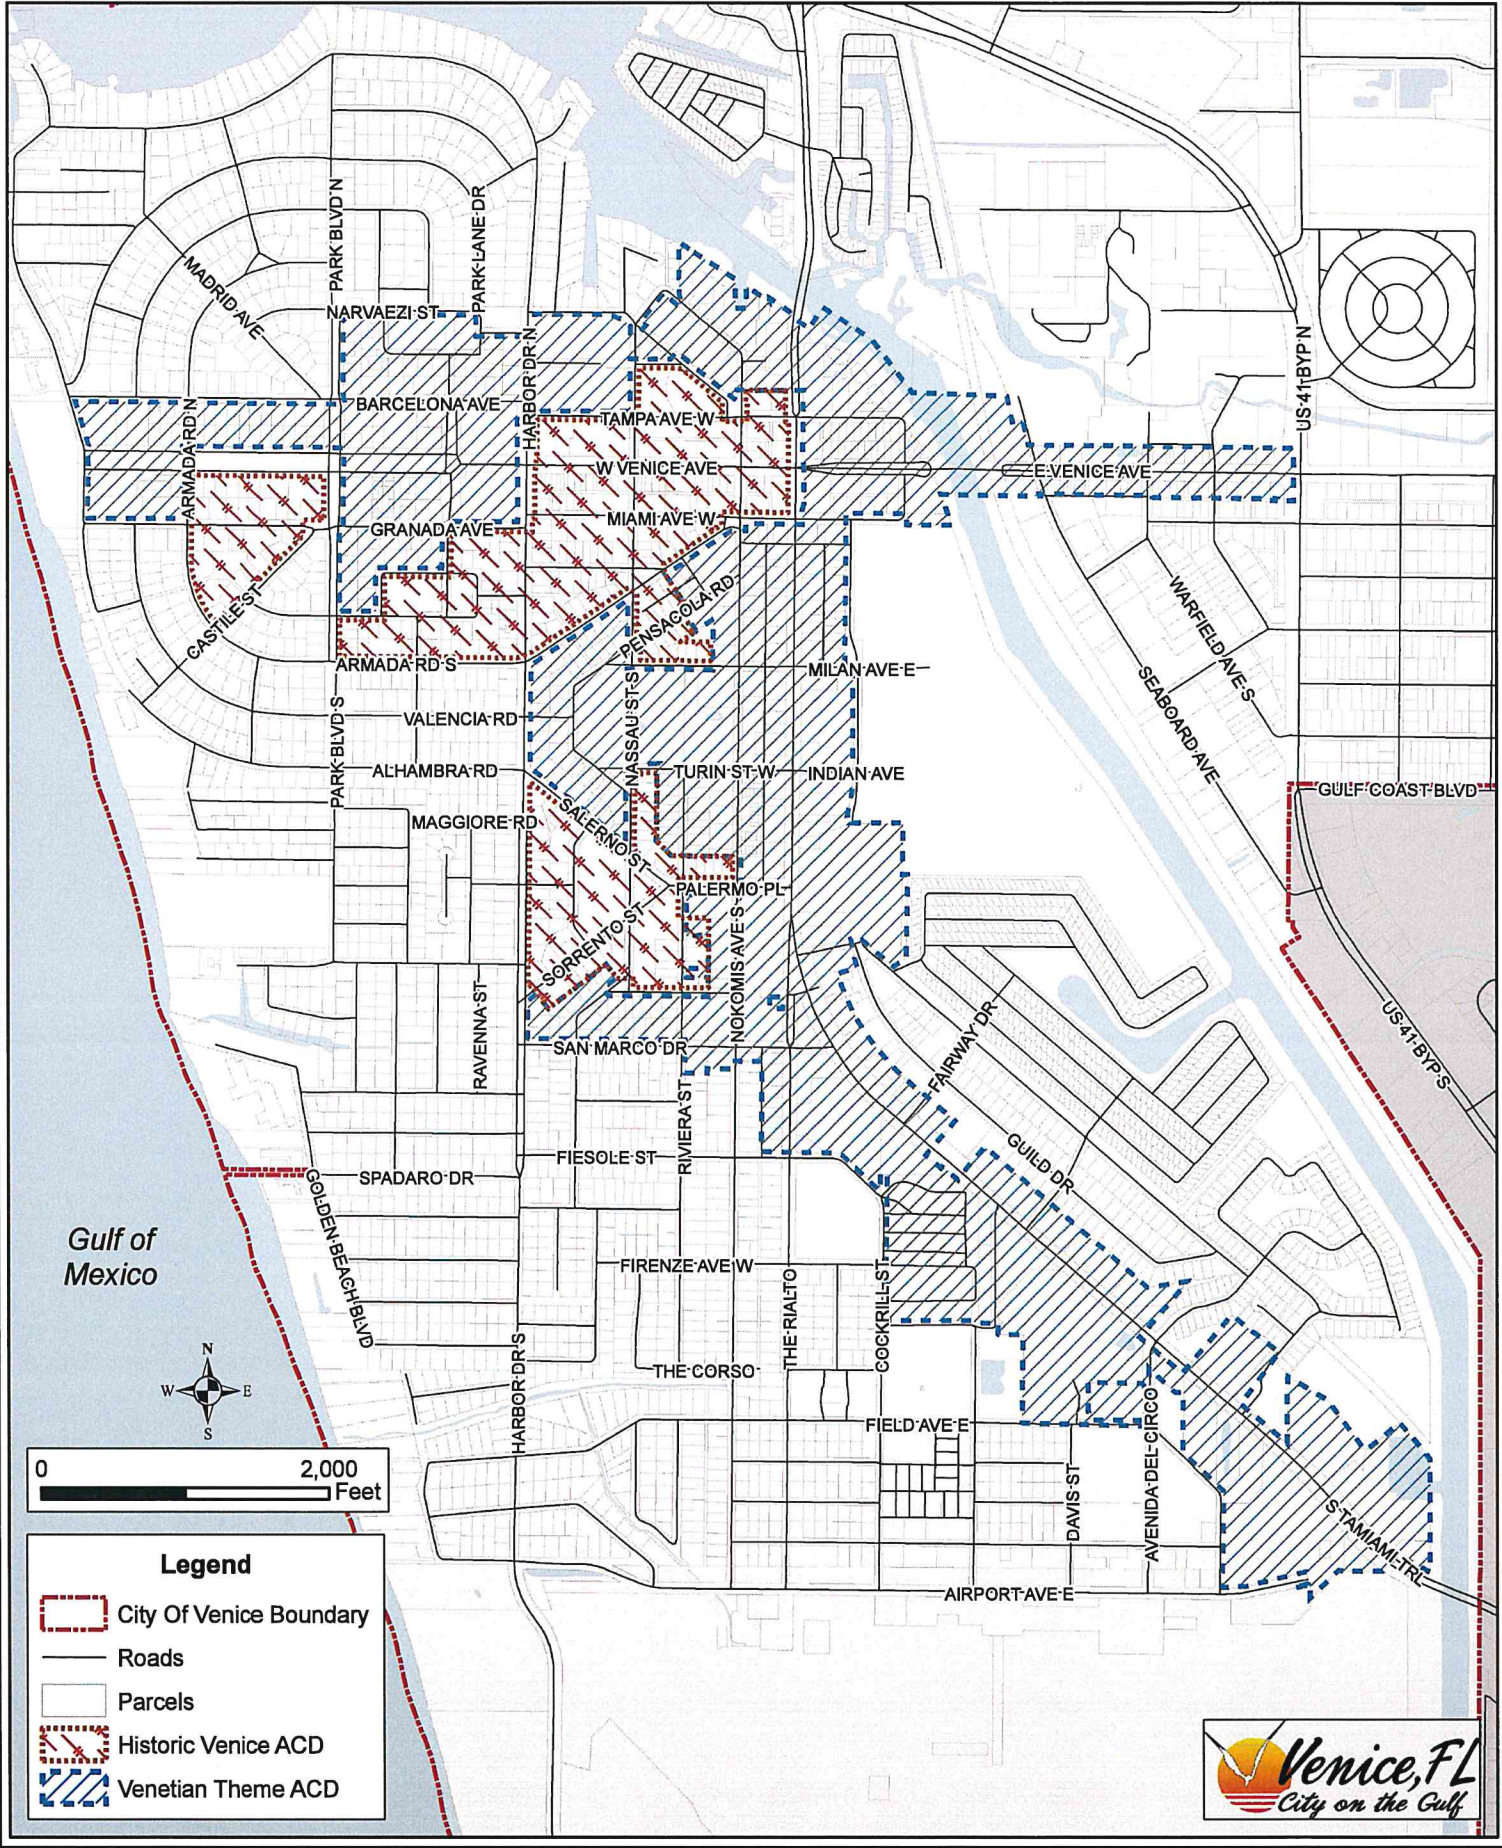 PARK BLVD N
PARK LANE DR
MADRID AVE
NARVAEZI ST
HARBOR DR N
US 41 BYP N
BARCELONA AVE
ARMADA RD N
TAMPA AVE W
W VENICE AVE
E VENICE AVE
MIAMI AVE W
GRANADA AVE
PENSACOLA RD
CASTILE ST
WARFIELD AVE S
ARMADA RD S
MILAN AVE E
SEABOARD AVE
NASSAU ST S
PARK BLVD S
VALENCIA RD
ALHAMBRA RD
TURIN ST W
INDIAN AVE
GULF COAST BLVD
MAGGIORE RD
SALERNO ST
PALERMO PL
SORRENTO ST
NOKOMIS AVE S
RAVENNA ST
US 41 BYP S
FAIRWAY DR
SAN MARCO DR
RIVIERA ST
FIESOLE ST
GUILD DR
SPADARO DR
GOLDEN BEACH BLVD
Gulf of
Mexico
FIRENZE AVE W
THE RIALTO
COCKRILL ST
HARBOR DR S
THE CORSO
N
W
E
S
FIELD AVE E
AVENIDA DEL CIRCO
DAVIS ST
0
2,000
Feet
S TAMIAMI TRL
AIRPORT AVE E
Legend
City Of Venice Boundary
Roads
Parcels
Historic Venice ACD
Venetian Theme ACD
Venice, FL
City on the Gulf